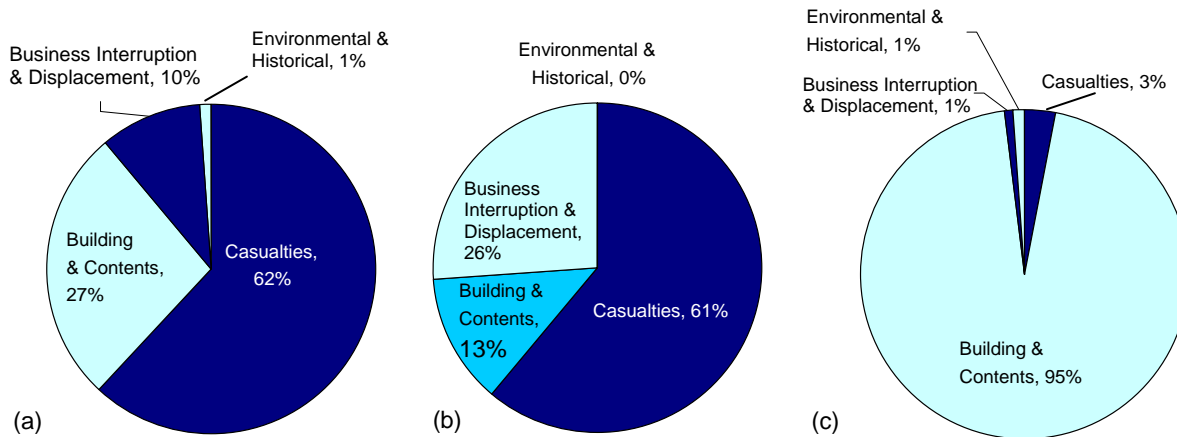 Business Interruption
& Displacement, 10%
Environmental &
Historical, 1%
Building
& Contents,
27%
Casualties,
62%
(a)
Environmental &
Historical, 0%
Business
Interruption &
Displacement,
26%
Building &
Contents,
13%
Casualties, 61%
(b)
Environmental &
Historical, 1%
Business Interruption
& Displacement, 1%
Casualties, 3%
Building &
Contents, 95%
(c)